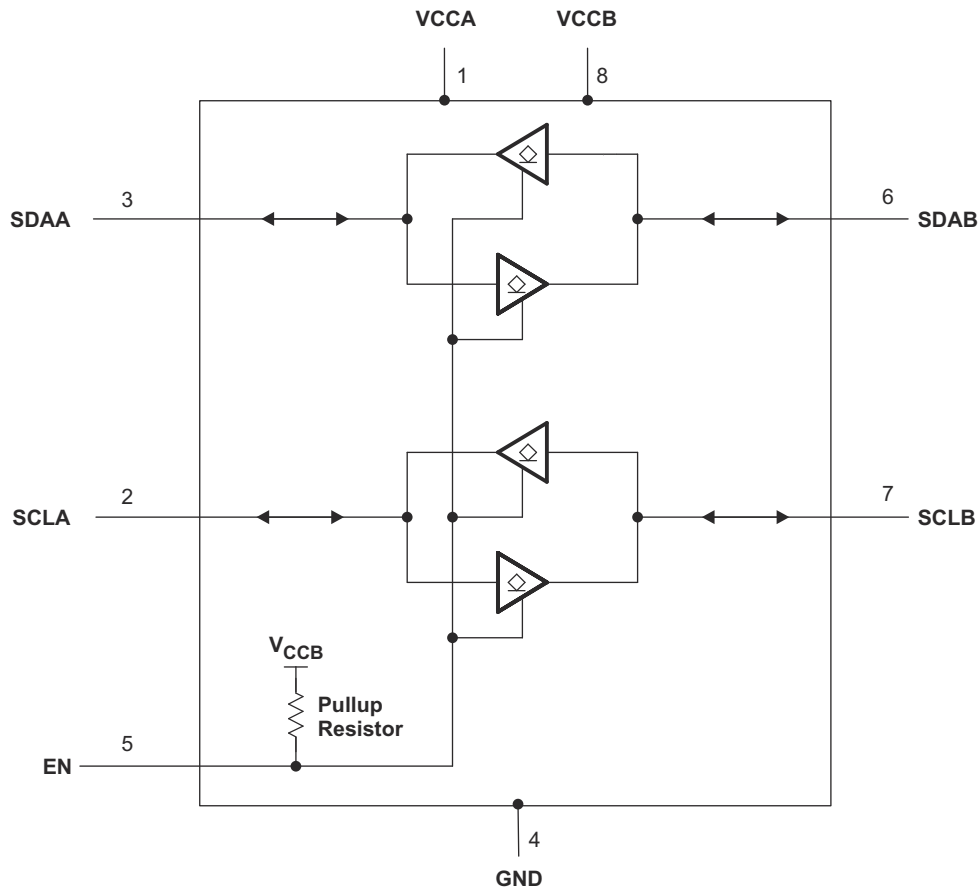 VCCA VCCB
1 8
SDAA 3 6 SDAB
SCLA 2 7 SCLB
VCCB
Pullup
Resistor
EN 5
4
GND